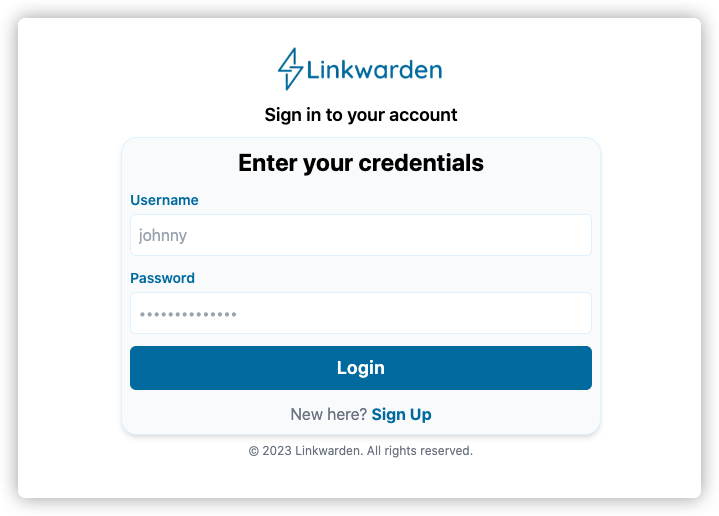 Linkwarden
Sign in to your account
Enter your credentials
Username
johnny
Password
••••••••••••••
Login
New here? Sign Up
© 2023 Linkwarden. All rights reserved.